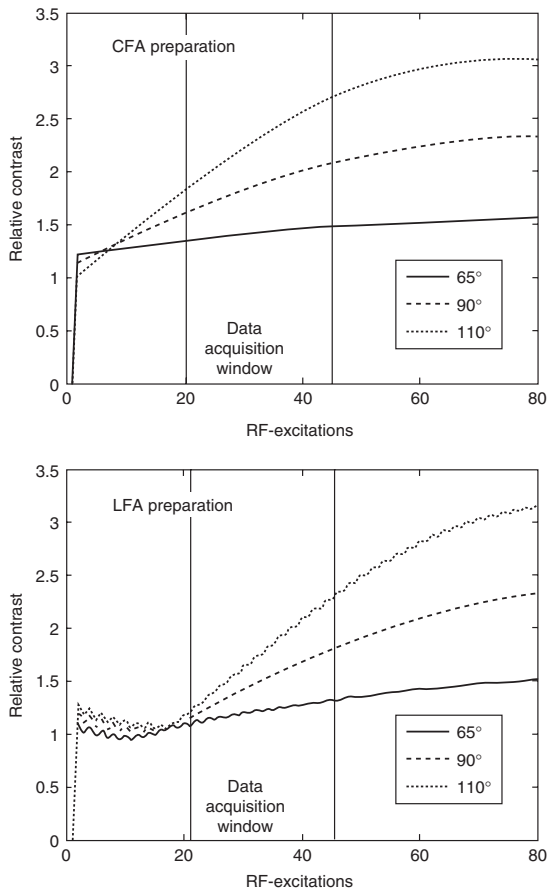 3.5
CFA preparation
3
2.5
2
1.5
1
0.5
0
Relative contrast
65°
90°
110°
Data
acquisition
window
0
20
40
60
80
RF-excitations
3.5
LFA preparation
3
2.5
2
1.5
1
0.5
0
Relative contrast
65°
90°
110°
Data
acquisition
window
0
20
40
60
80
RF-excitations